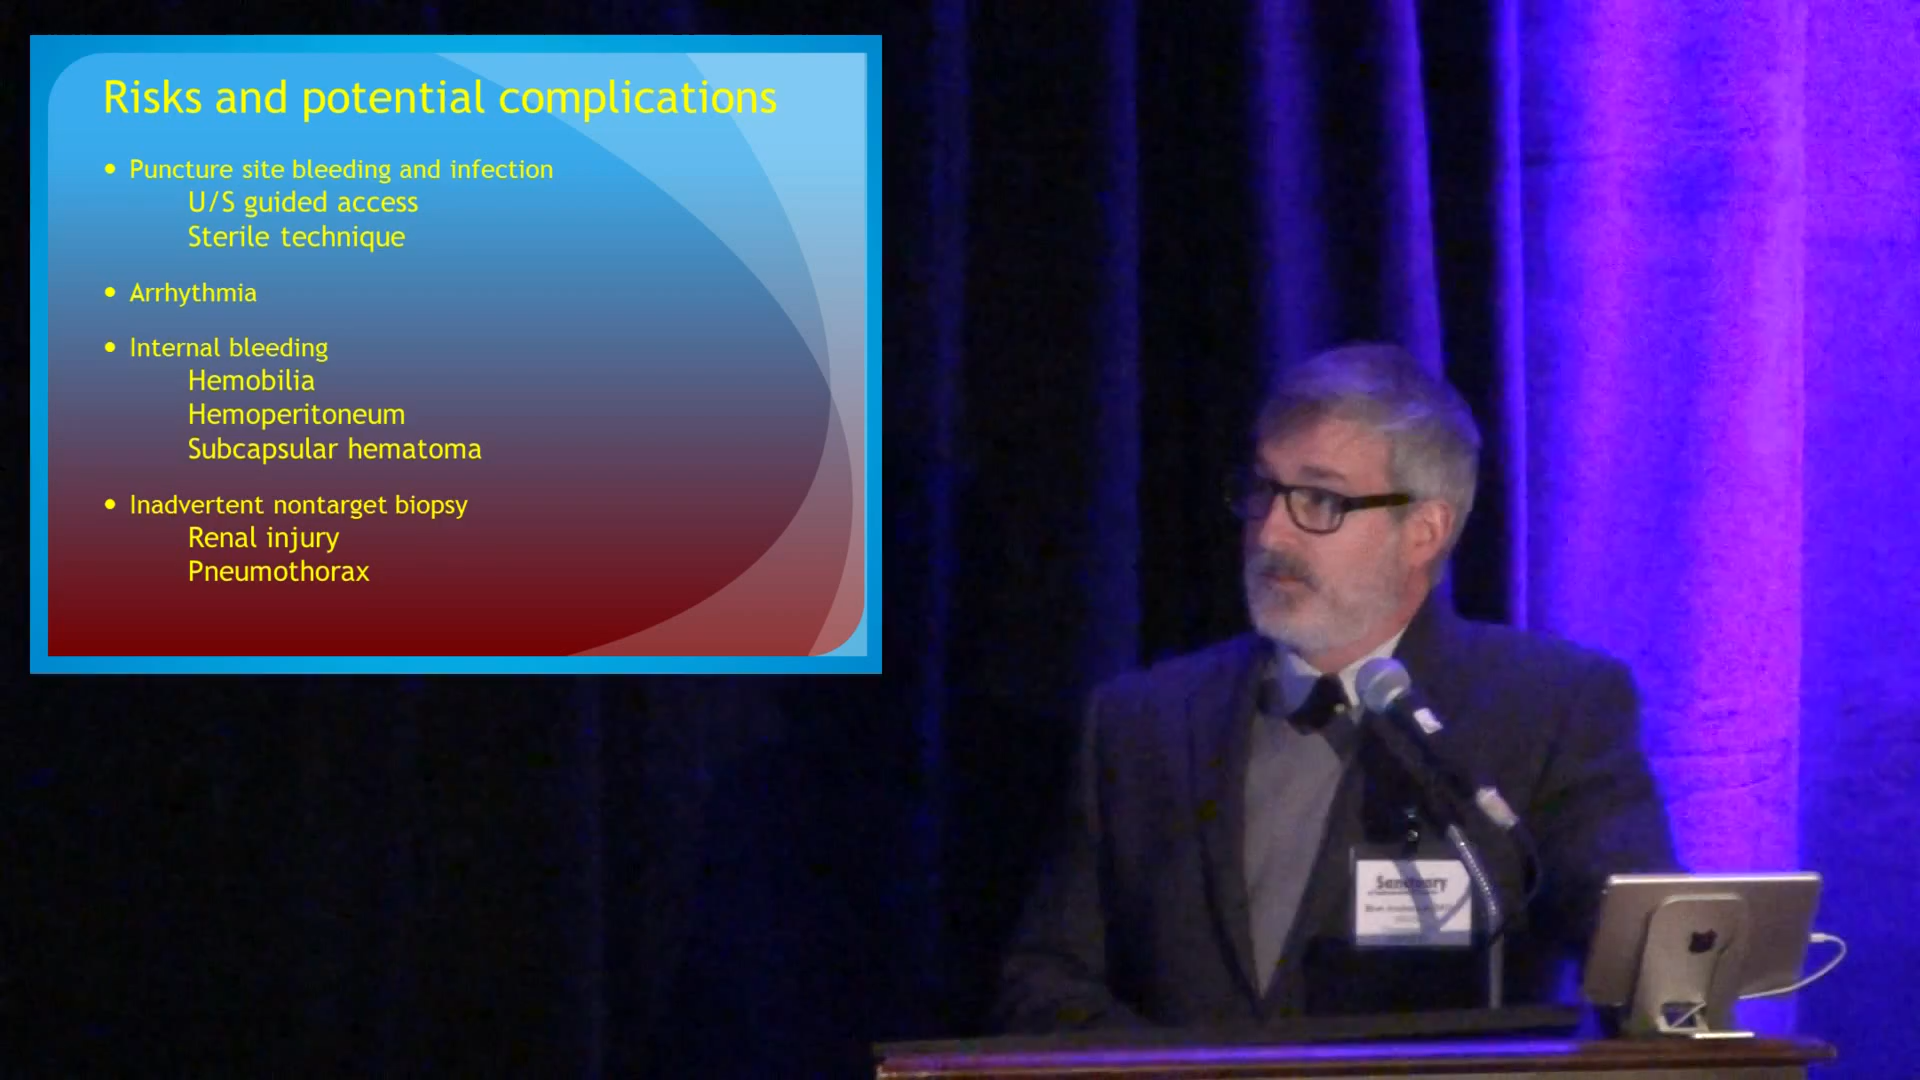 Risks and potential complications
• Puncture site bleeding and infection
U/S guided access
Sterile technique
• Arrhythmia
• Internal bleeding
Hemobilia
Hemoperitoneum
Subcapsular hematoma
• Inadvertent nontarget biopsy
Renal injury
Pneumothorax
Sanctuary